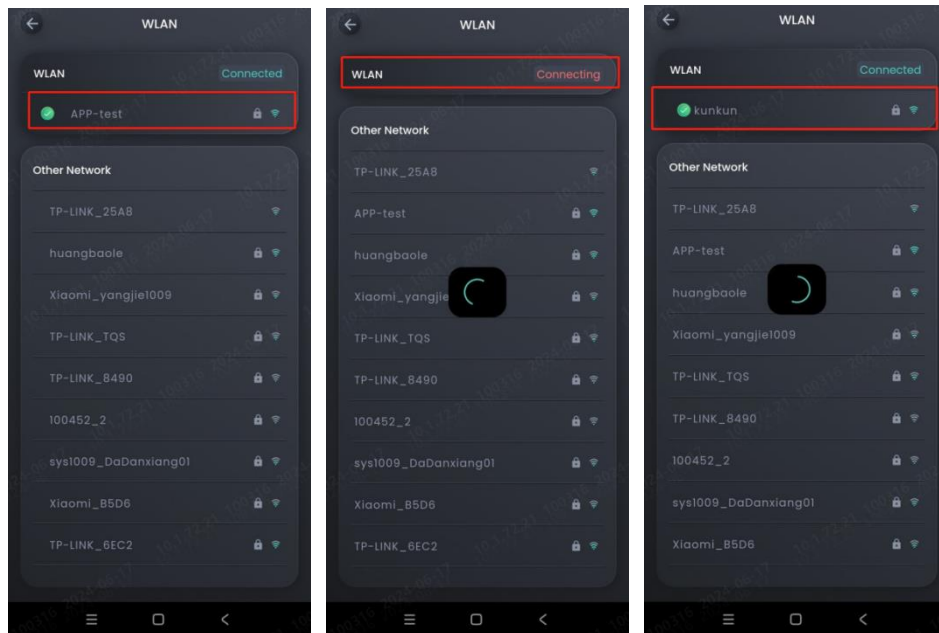 WLAN
WLAN Connected
APP-test
Other Network
TP-LINK_25A8
huangbaole
Xiaomi_yangjie1009
TP-LINK_TQS
TP-LINK_8490
100452_2
sys1009_DaDanxiang01
Xiaomi_B5D6
TP-LINK_6EC2
WLAN
WLAN Connecting
Other Network
TP-LINK_25A8
APP-test
huangbaole
Xiaomi_yangjie
TP-LINK_TQS
TP-LINK_8490
100452_2
sys1009_DaDanxiang01
Xiaomi_B5D6
TP-LINK_6EC2
WLAN
WLAN Connected
kunkun
Other Network
TP-LINK_25A8
APP-test
huangbaole
Xiaomi_yangjie1009
TP-LINK_TQS
TP-LINK_8490
100452_2
sys1009_DaDanxiang01
Xiaomi_B5D6